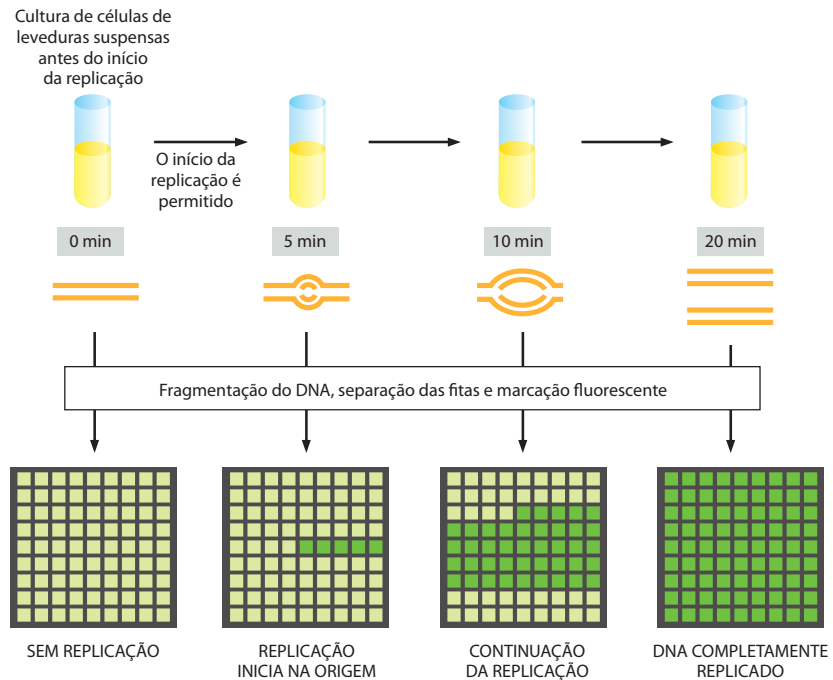 Cultura de células de
leveduras suspensas
antes do início
da replicação
O início da
replicação é
permitido
0 min
5 min
10 min
20 min
Fragmentação do DNA, separação das fitas e marcação fluorescente
SEM REPLICAÇÃO
REPLICAÇÃO
INICIA NA ORIGEM
CONTINUAÇÃO
DA REPLICAÇÃO
DNA COMPLETAMENTE
REPLICADO